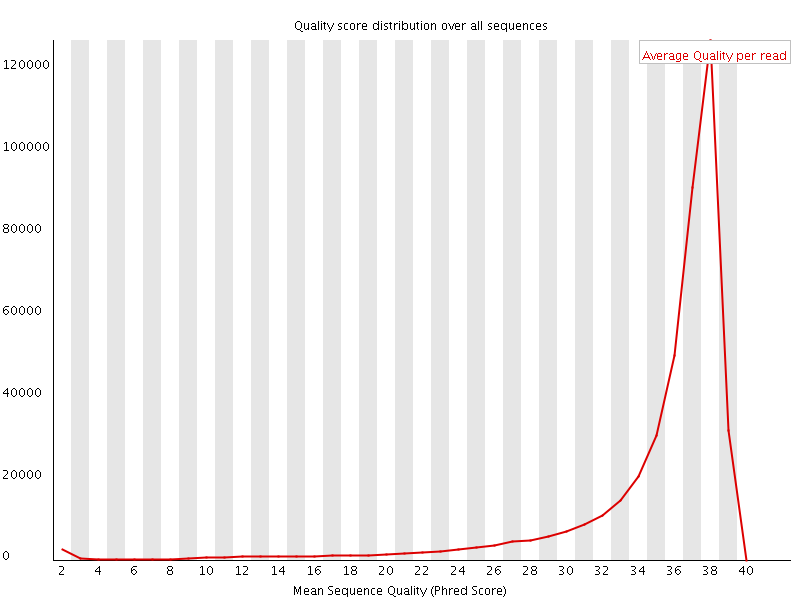 Quality score distribution over all sequences
Average Quality per read
120000
100000
80000
60000
40000
20000
0
2 4 6 8 10 12 14 16 18 20 22 24 26 28 30 32 34 36 38 40
Mean Sequence Quality (Phred Score)